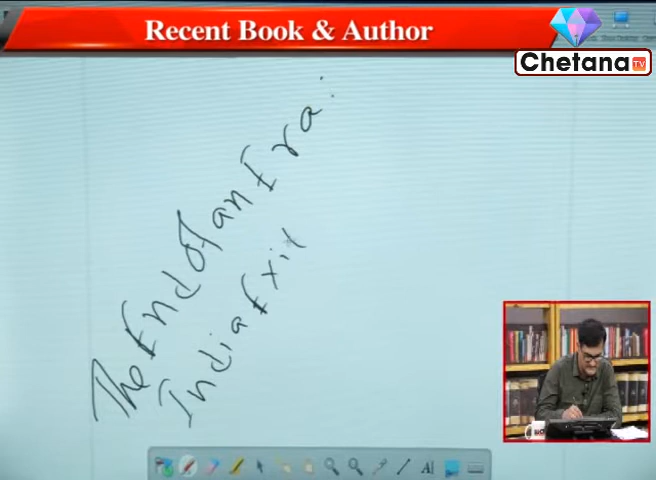 Recent Book & Author
Chetana TV
The End of an Era:
India Exit